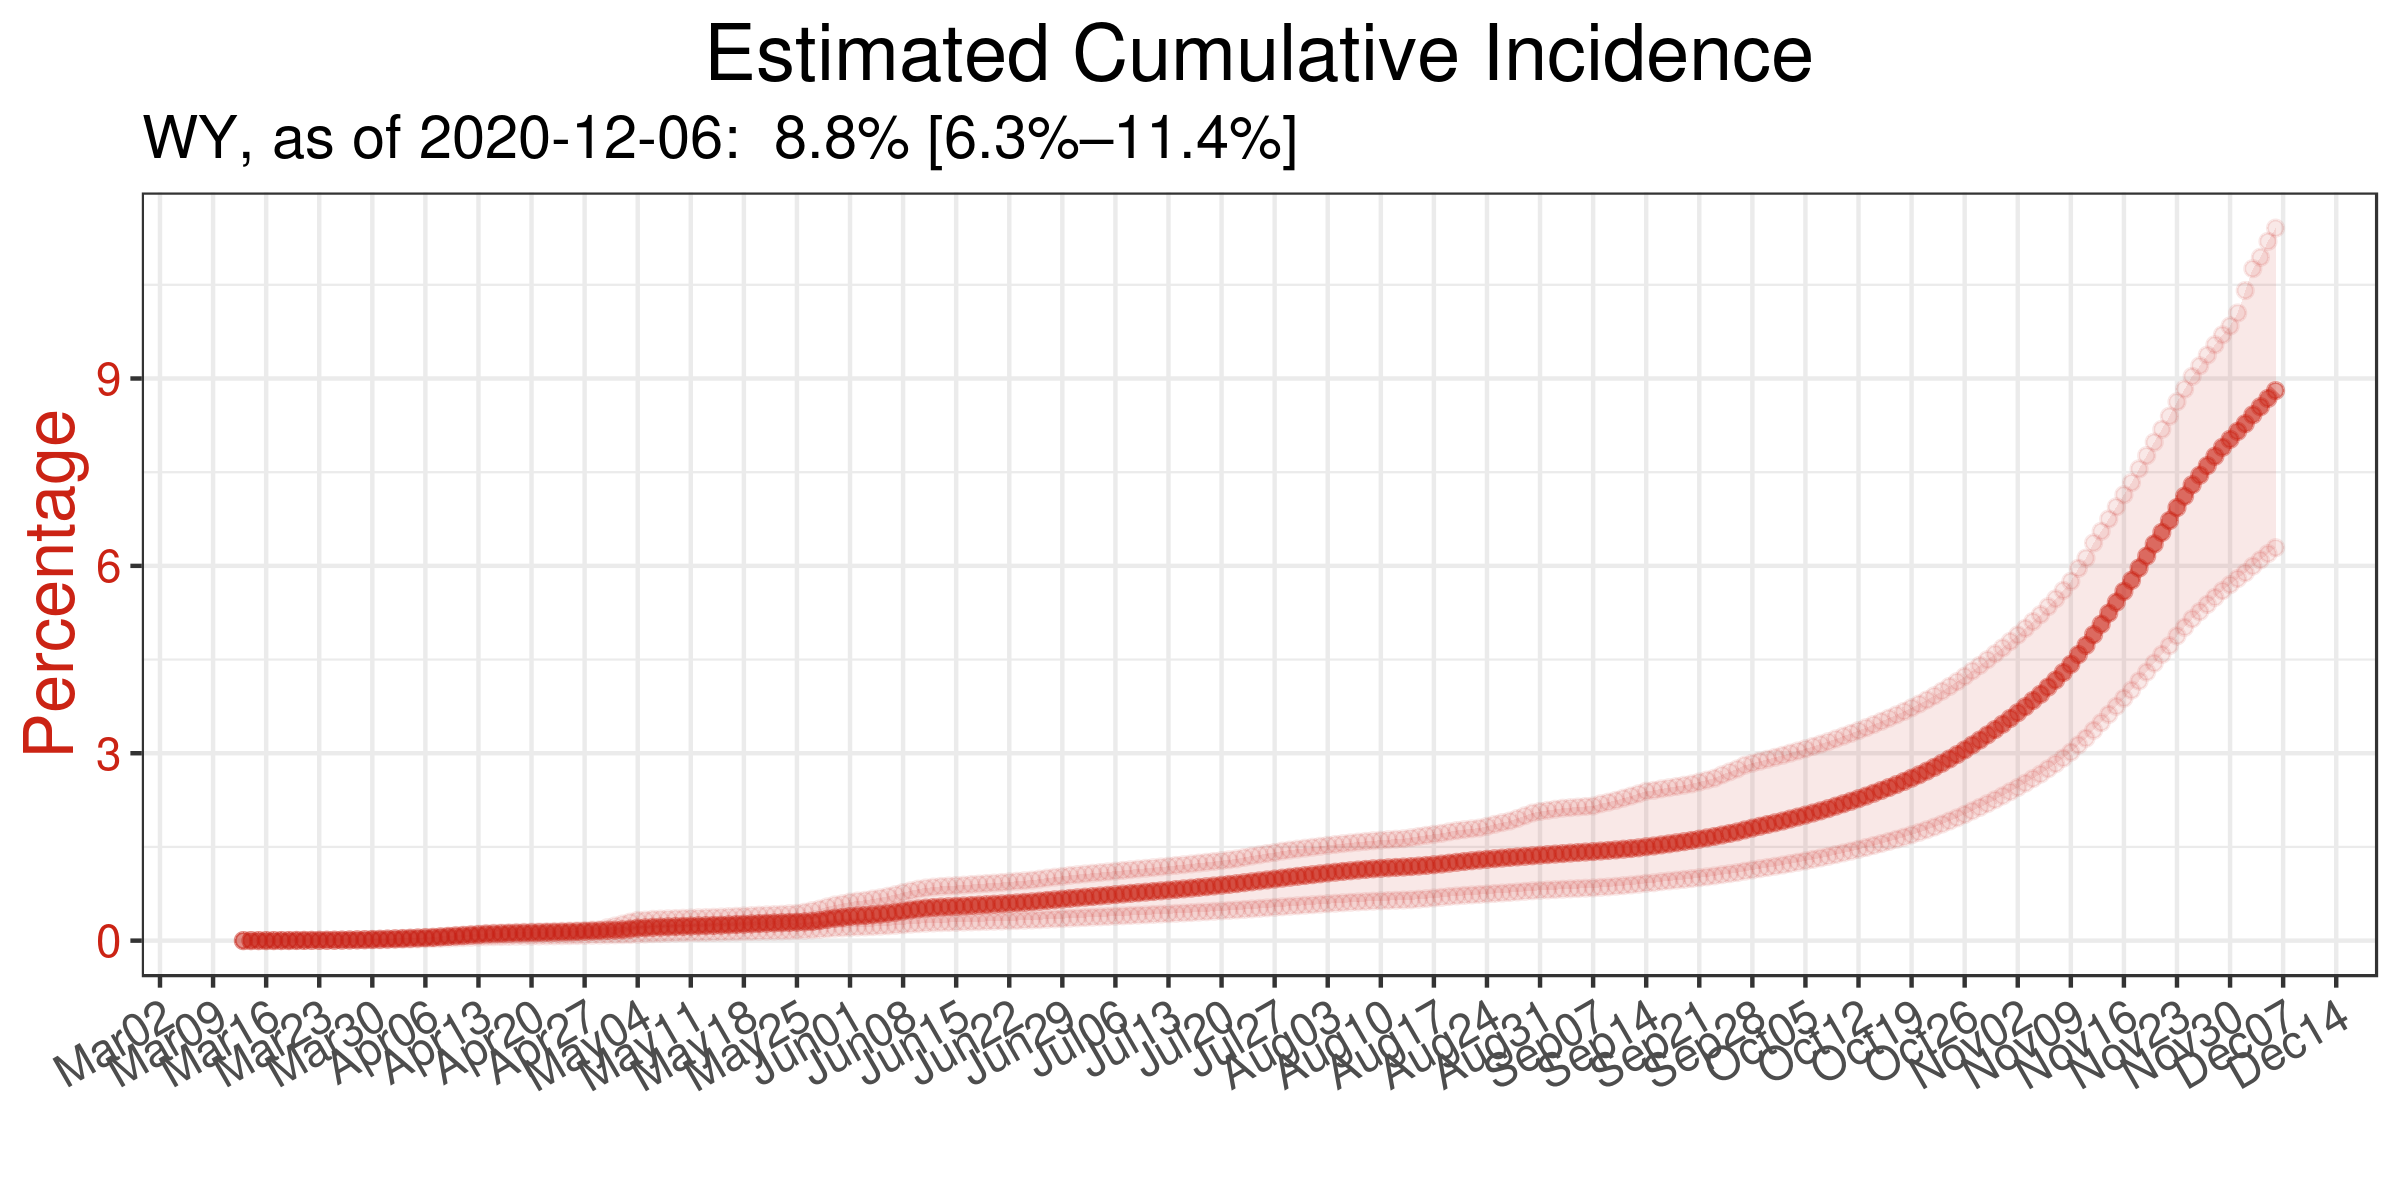 Estimated Cumulative Incidence
WY, as of 2020-12-06:  8.8% [6.3%–11.4%]
Percentage
9
6
3
0
Mar02
Mar09
Mar16
Mar23
Mar30
Apr06
Apr13
Apr20
Apr27
May04
May11
May18
May25
Jun01
Jun08
Jun15
Jun22
Jun29
Jul06
Jul13
Jul20
Jul27
Aug03
Aug10
Aug17
Aug24
Aug31
Sep07
Sep14
Sep21
Sep28
Oct05
Oct12
Oct19
Oct26
Nov02
Nov09
Nov16
Nov23
Nov30
Dec07
Dec14